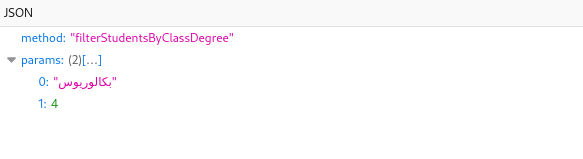 JSON
method: "filterStudentsByClassDegree"
params: (2)[…]
0: "بكالوريوس"
1: 4